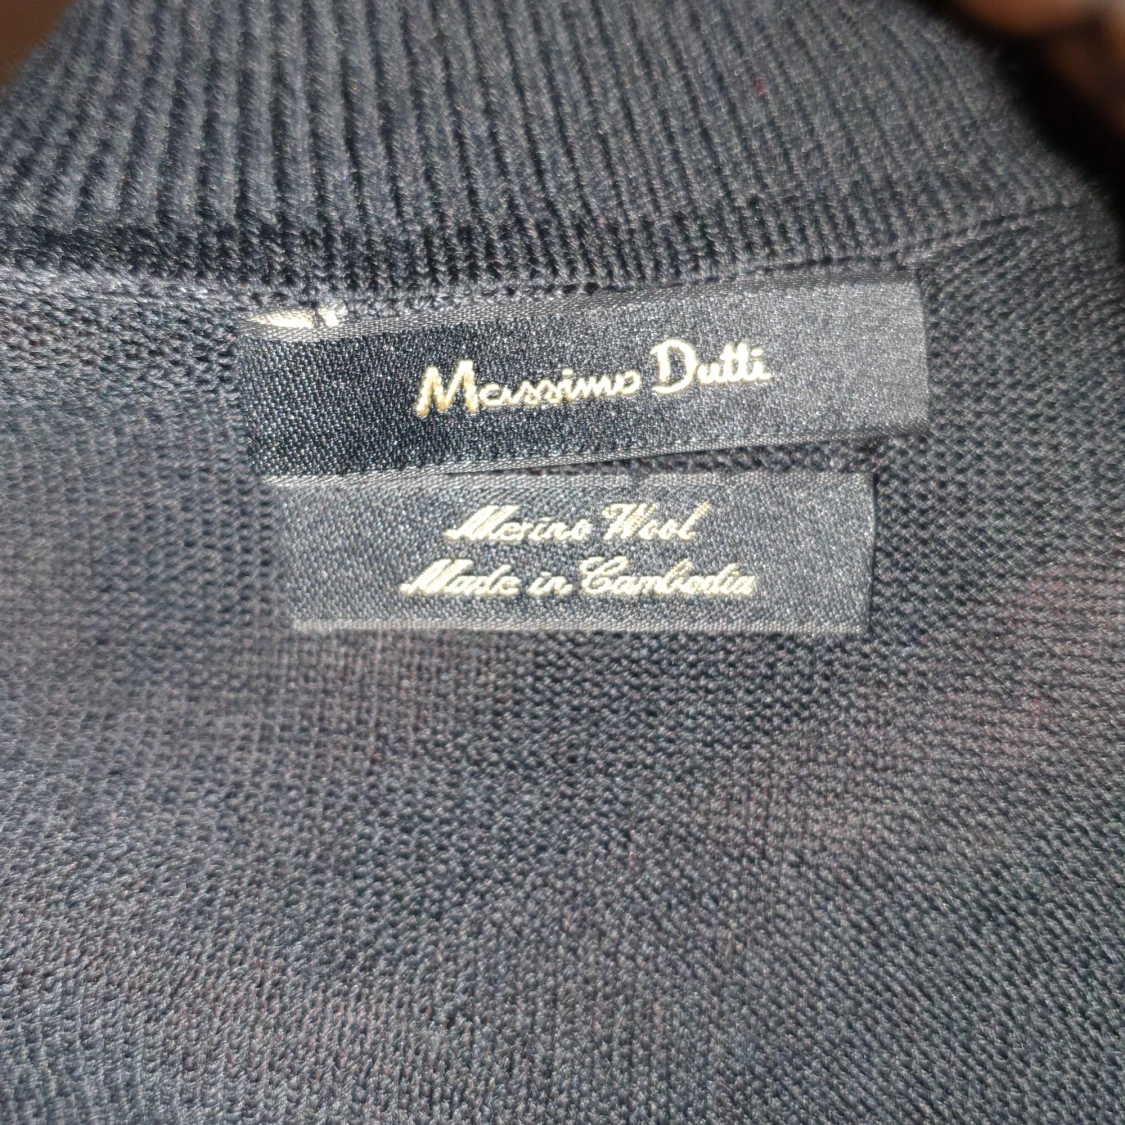 Massimo Dutti
Merino Wool
Made in Cambodia